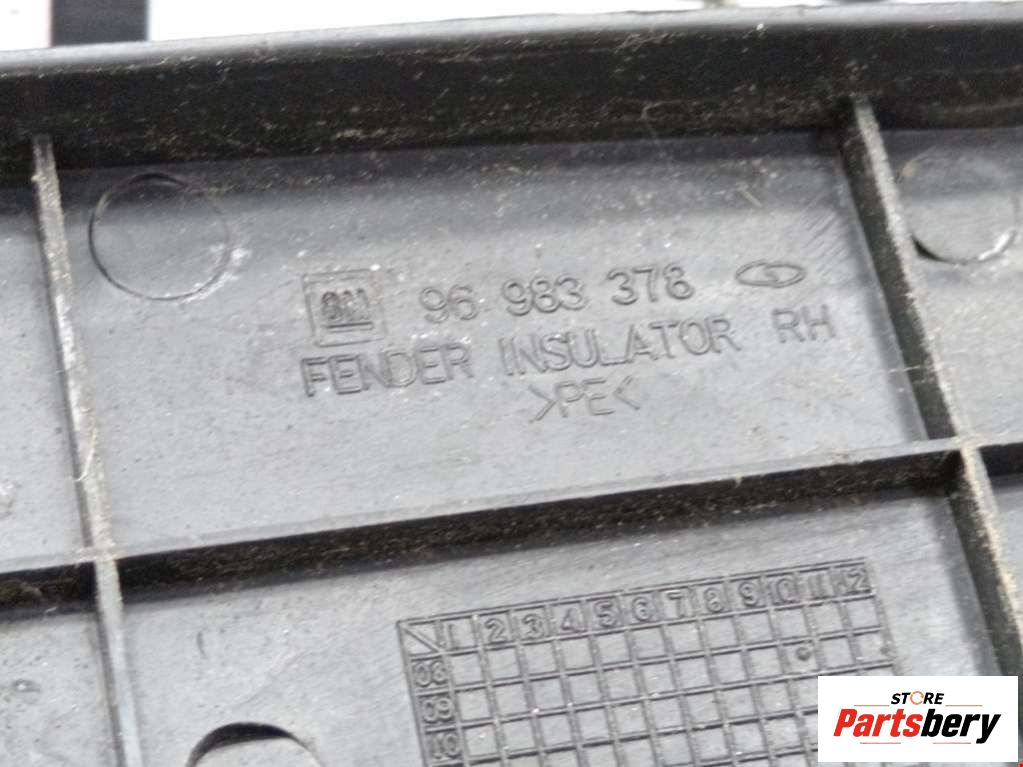 GM 96 983 378
FENDER INSULATOR RH
>PE<
1 2 3 4 5 6 7 8 9 10 11 12
08
09
10
STORE
Partsbery